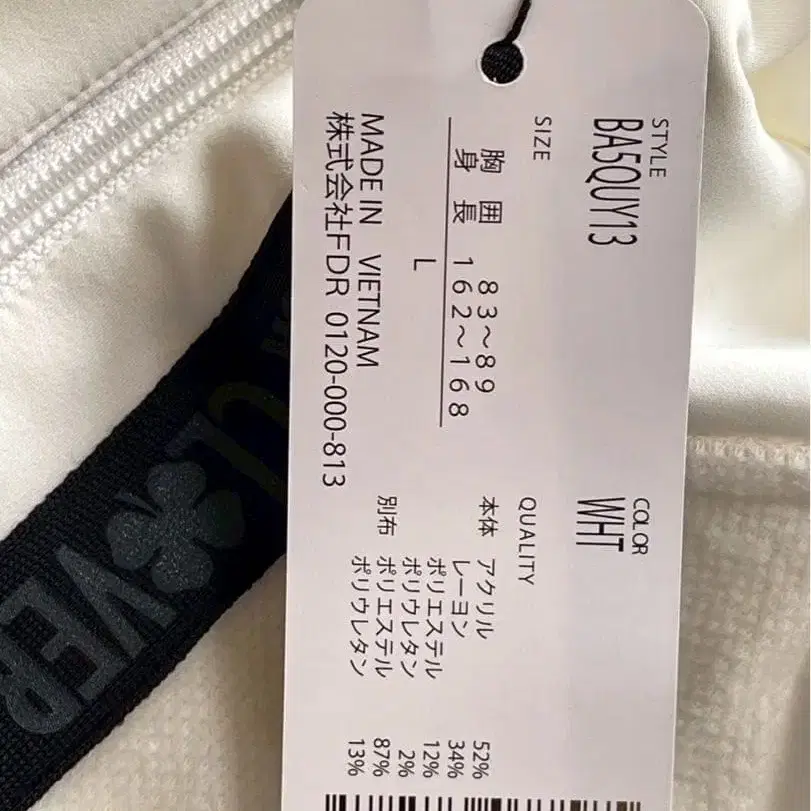 STYLE
BA5QUY13
COLOR
WHT
SIZE
胸囲 83～89
身長 162～168
L
QUALITY
本体 アクリル 52%
レーヨン 34%
ポリエステル 12%
ポリウレタン 2%
別布 ポリエステル 87%
ポリウレタン 13%
MADE IN VIETNAM
株式会社FDR 0120-000-813
VER